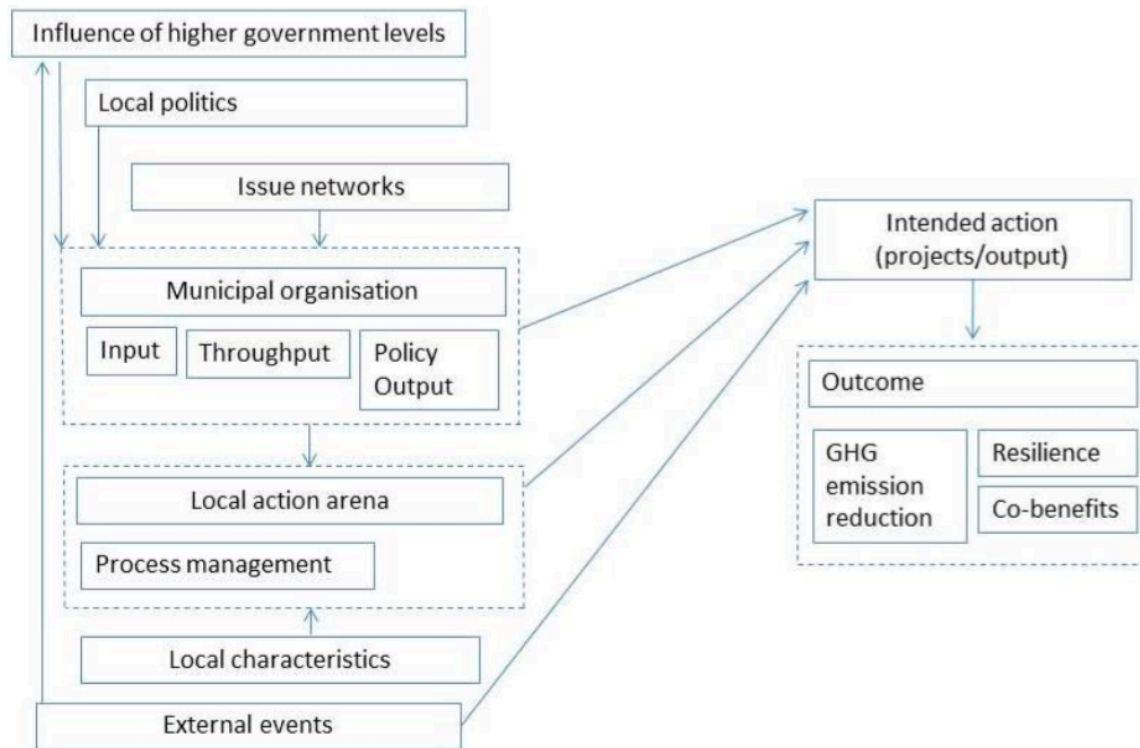 Influence of higher government levels
Local politics
Issue networks
Municipal organisation
Input
Throughput
Policy
Output
Local action arena
Process management
Local characteristics
External events
Intended action
(projects/output)
Outcome
GHG
emission
reduction
Resilience
Co-benefits